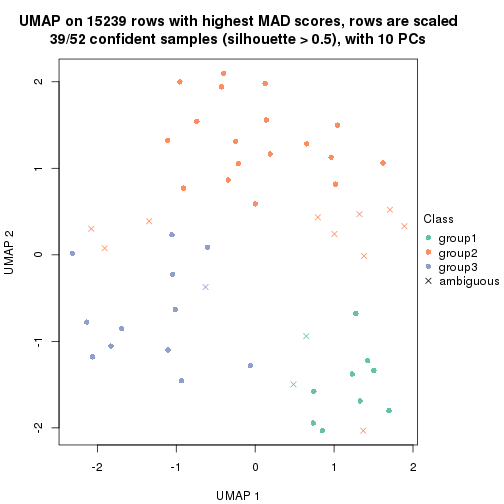 UMAP on 15239 rows with highest MAD scores, rows are scaled
39/52 confident samples (silhouette > 0.5), with 10 PCs
2
1
0
-1
-2
UMAP 2
-2
-1
0
1
2
UMAP 1
Class
group1
group2
group3
ambiguous